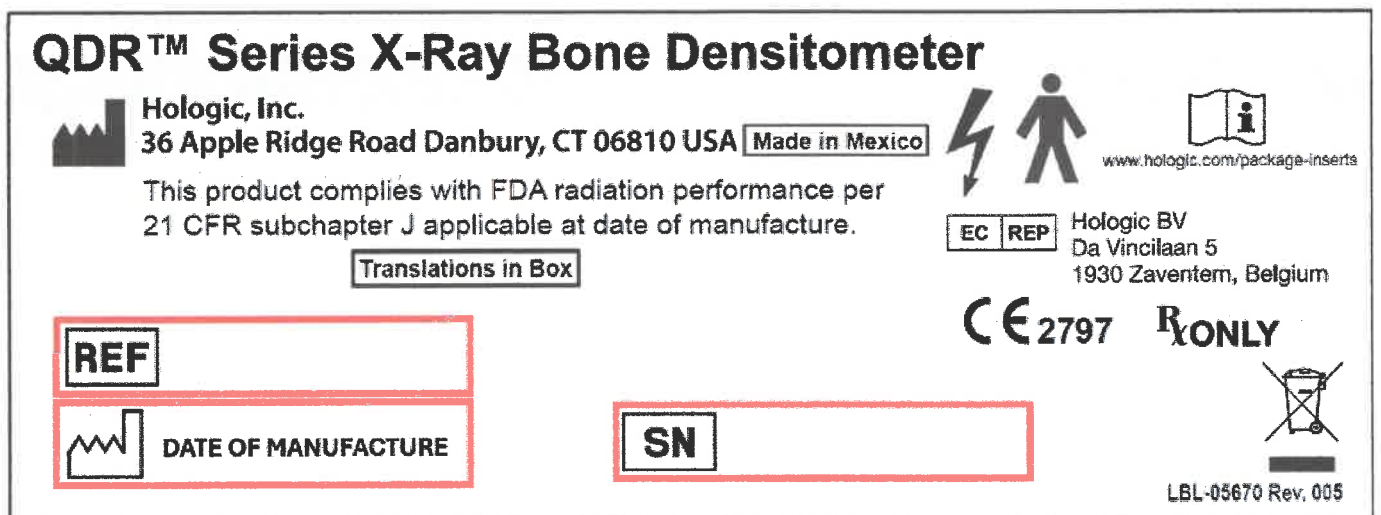 QDR™ Series X-Ray Bone Densitometer
Hologic, Inc.
36 Apple Ridge Road Danbury, CT 06810 USA Made in Mexico
This product complies with FDA radiation performance per
21 CFR subchapter J applicable at date of manufacture.
Translations in Box
www.hologic.com/package-inserts
EC REP
Hologic BV
Da Vincilaan 5
1930 Zaventem, Belgium
CE 2797 Rx ONLY
REF
DATE OF MANUFACTURE
SN
LBL-05670 Rev. 005